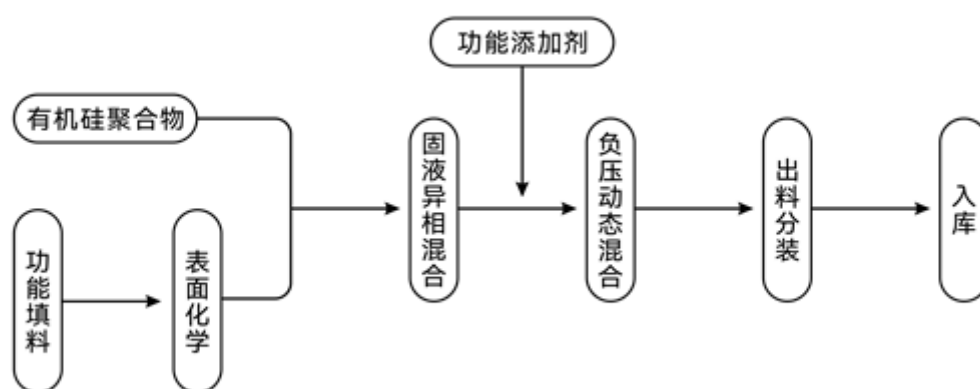 功能添加剂
有机硅聚合物
功能填料
表面化学
固液异相混合
负压动态混合
出料分装
入库